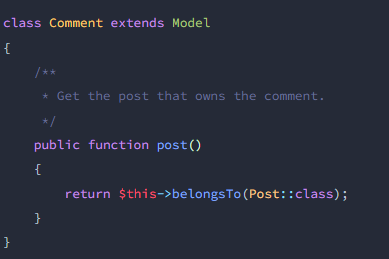 class Comment extends Model
{
    /**
     * Get the post that owns the comment.
     */
    public function post()
    {
        return $this->belongsTo(Post::class);
    }
}